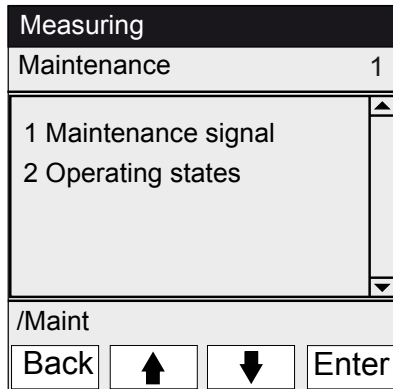 Measuring
Maintenance 1
1 Maintenance signal
2 Operating states
/Maint
Back Enter